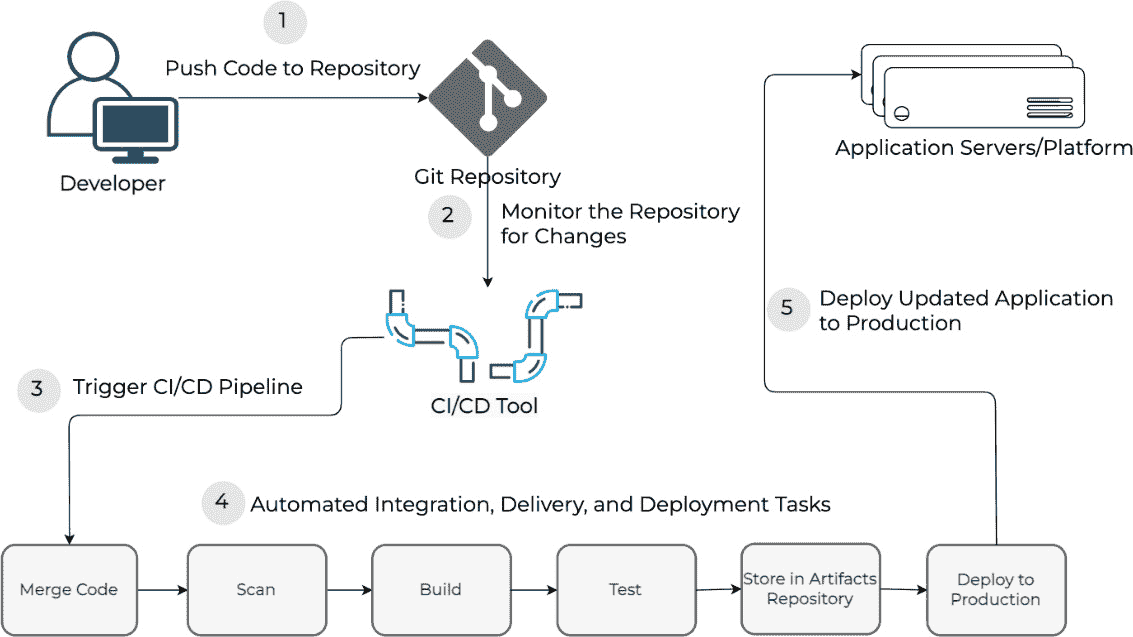 1
Push Code to Repository
Developer
Git Repository
Application Servers/Platform
2
Monitor the Repository
for Changes
5
Deploy Updated Application
to Production
3
Trigger CI/CD Pipeline
CI/CD Tool
4
Automated Integration, Delivery, and Deployment Tasks
Merge Code
Scan
Build
Test
Store in Artifacts
Repository
Deploy to
Production